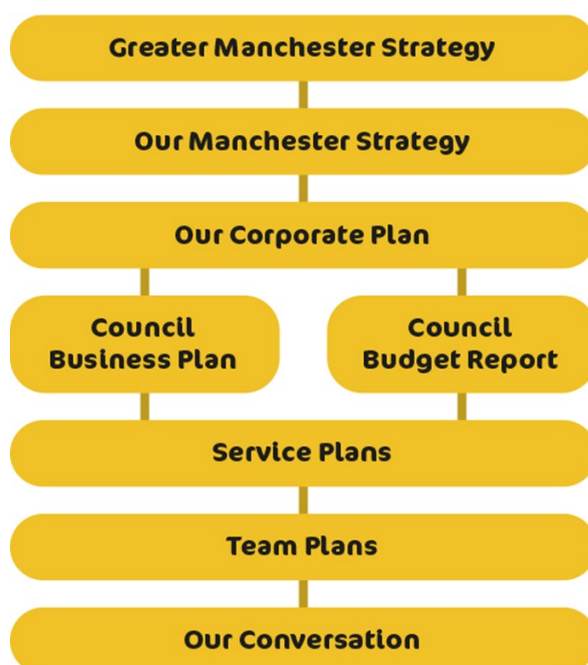 Greater Manchester Strategy
Our Manchester Strategy
Our Corporate Plan
Council
Business Plan
Council
Budget Report
Service Plans
Team Plans
Our Conversation